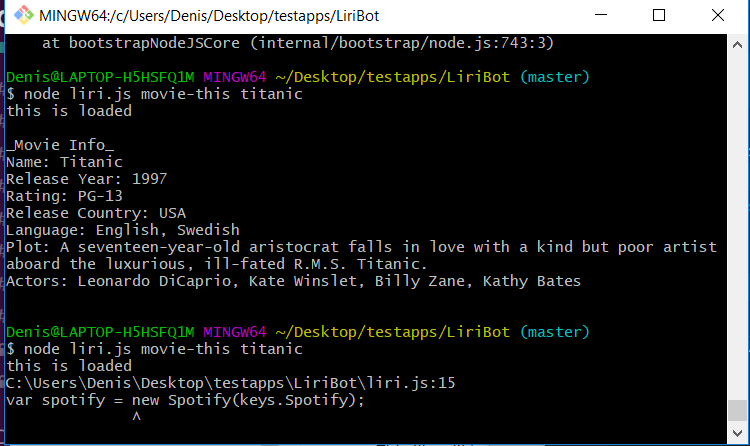 MINGW64:/c/Users/Denis/Desktop/testapps/LiriBot
at bootstrapNodeJSCore (internal/bootstrap/node.js:743:3)
Denis@LAPTOP-H5HSFQ1M MINGW64 ~/Desktop/testapps/LiriBot (master)
$ node liri.js movie-this titanic
this is loaded
_Movie Info_
Name: Titanic
Release Year: 1997
Rating: PG-13
Release Country: USA
Language: English, Swedish
Plot: A seventeen-year-old aristocrat falls in love with a kind but poor artist
aboard the luxurious, ill-fated R.M.S. Titanic.
Actors: Leonardo DiCaprio, Kate Winslet, Billy Zane, Kathy Bates
Denis@LAPTOP-H5HSFQ1M MINGW64 ~/Desktop/testapps/LiriBot (master)
$ node liri.js movie-this titanic
this is loaded
C:\Users\Denis\Desktop\testapps\LiriBot\liri.js:15
var spotify = new Spotify(keys.Spotify);
^